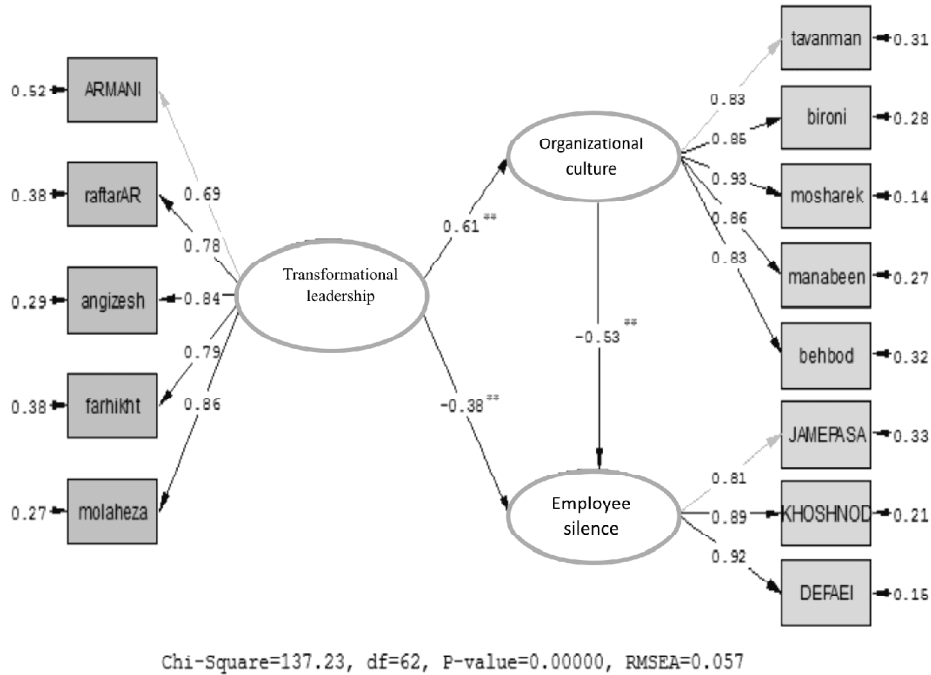 tavanman
0.31
0.52
ARMANI
0.83
bironi
0.28
0.85
Organizational
culture
raftarAR
0.38
0.69
0.93
mosharek
0.14
0.61**
0.86
0.78
0.83
manabeen
0.27
Transformational
leadership
angizesh
0.29
0.84
-0.53**
0.79
behbod
0.32
farhikht
0.38
0.86
-0.38**
JAMEPASA
0.33
0.81
molaheza
0.27
Employee
silence
0.89
KHOSHNOD
0.21
0.92
DEFAEI
0.15
Chi-Square=137.23, df=62, P-value=0.00000, RMSEA=0.057